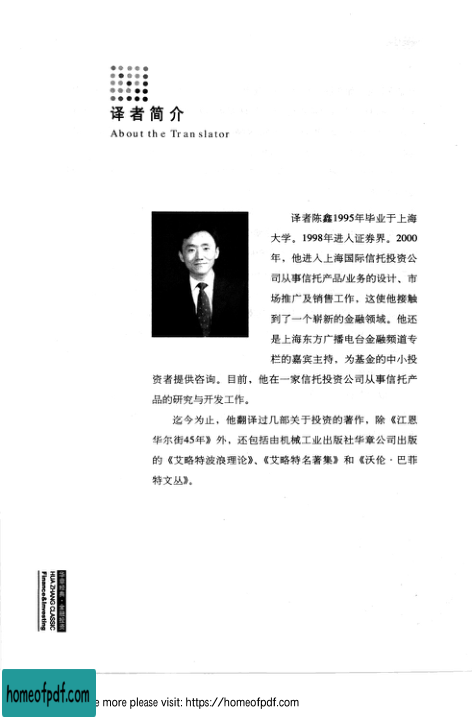 译者简介
About the Translator
译者陈鑫1995年毕业于上海
大学。1998年进入证券界。2000
年，他进入上海国际信托投资公
司从事信托产品/业务的设计、市
场推广及销售工作，这使他接触
到了一个崭新的金融领域。他还
是上海东方广播电台金融频道专
栏的嘉宾主持，为基金的中小投
资者提供咨询。目前，他在一家信托投资公司从事信托产
品的研究与开发工作。
迄今为止，他翻译过几部关于投资的著作，除《江恩
华尔街45年》外，还包括由机械工业出版社华章公司出版
的《艾略特波浪理论》、《艾略特名著集》和《沃伦·巴菲
特文丛》。
华章经典·金融投资
HUA ZHANG CLASSIC
Finance & Investing
homeofpdf.com
e more please visit: https://homeofpdf.com